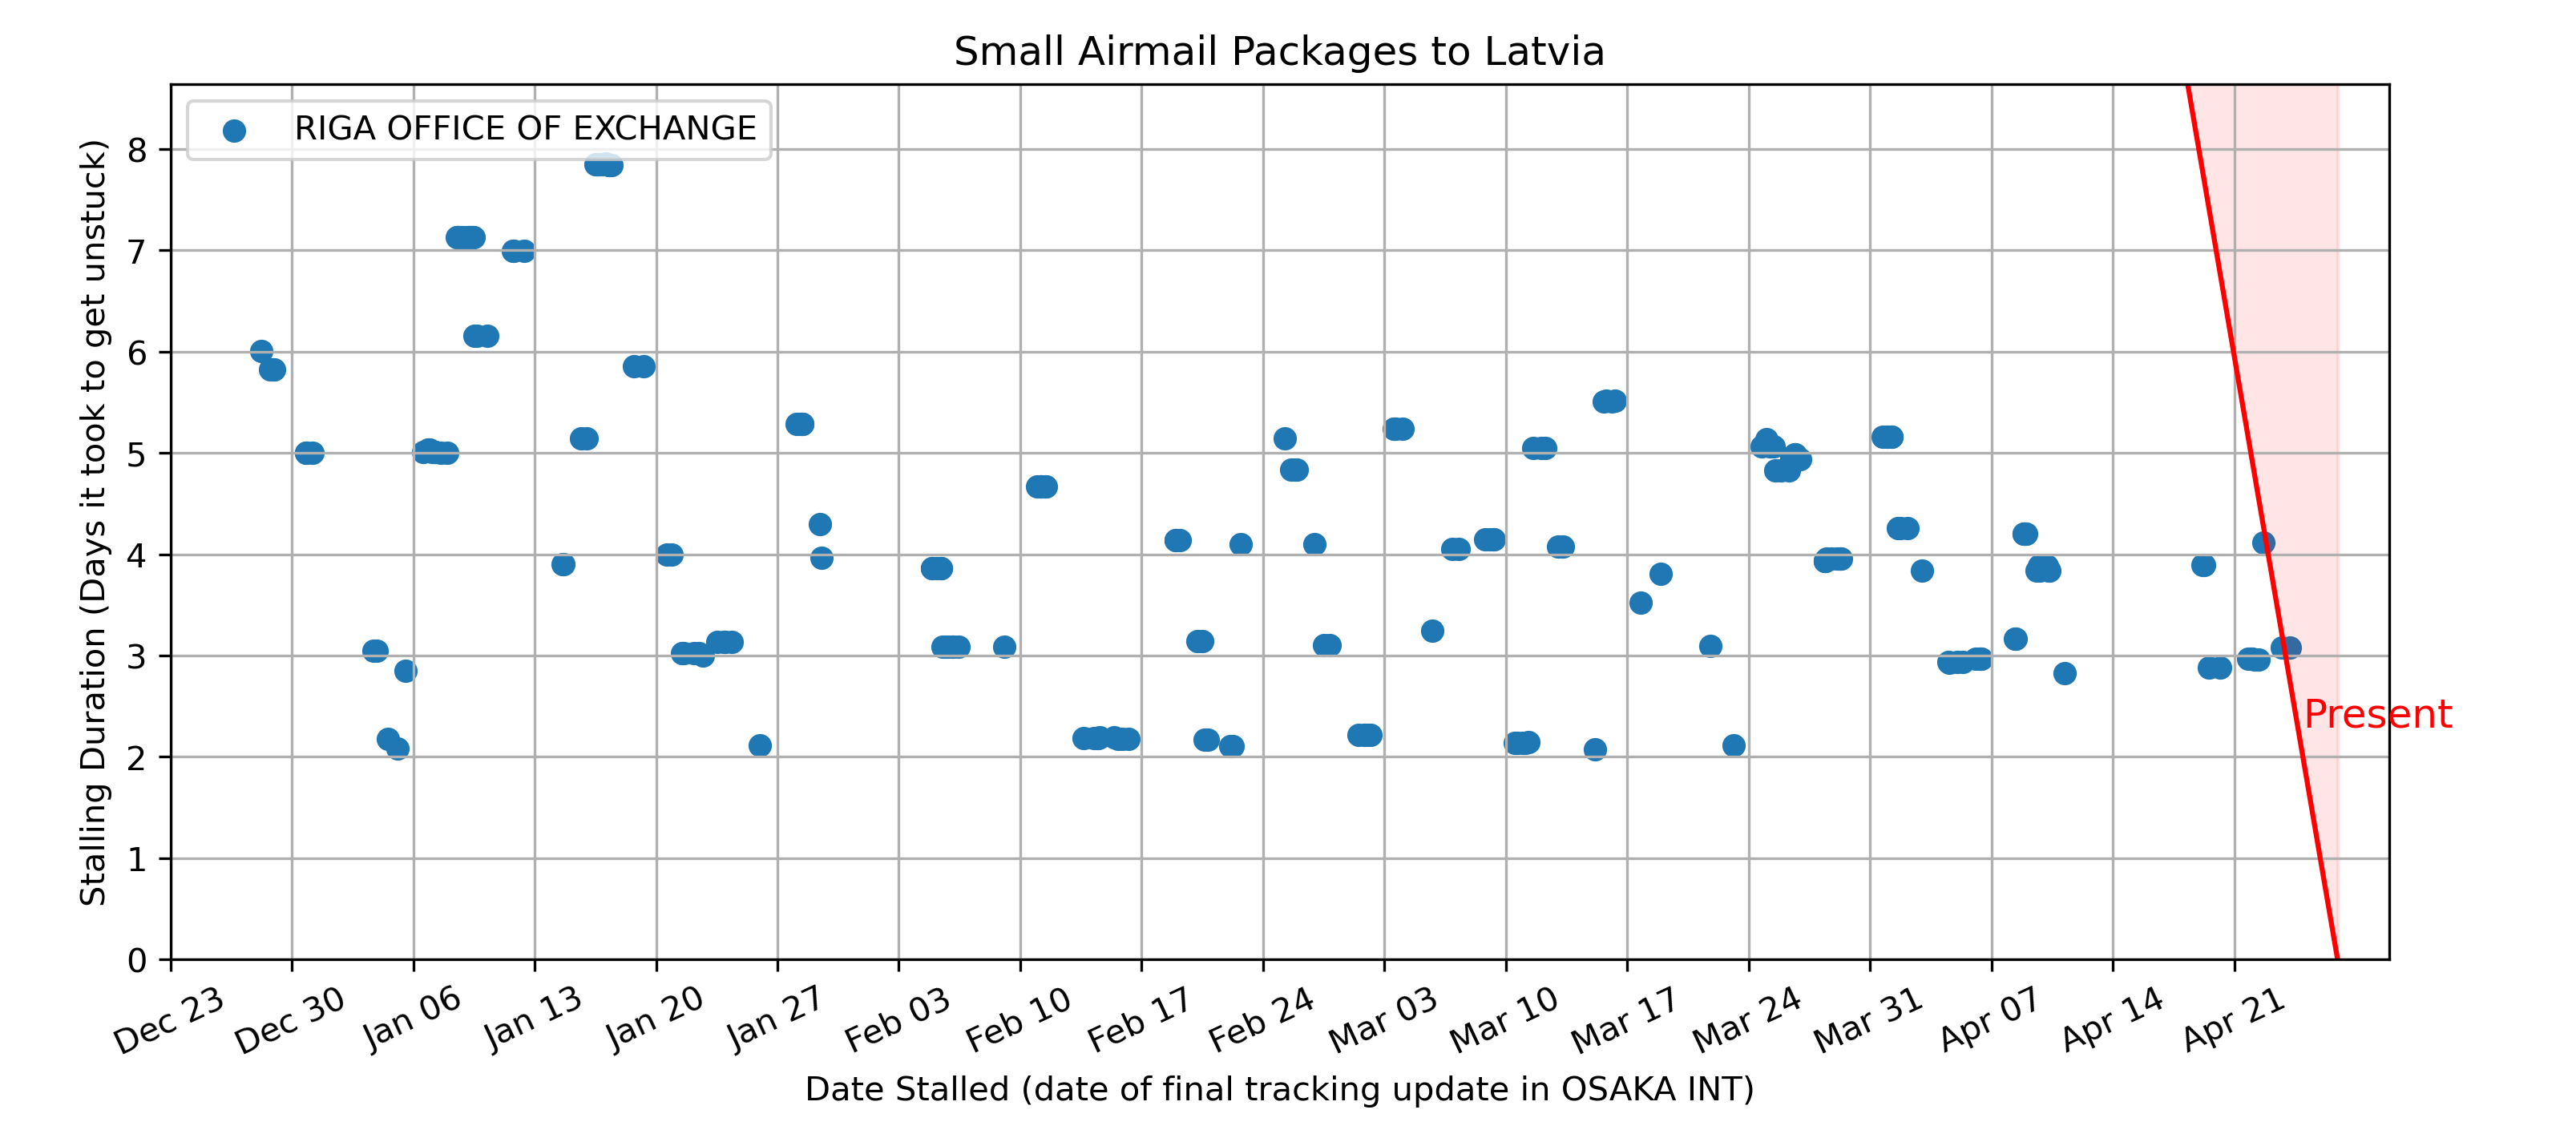 Small Airmail Packages to Latvia
RIGA OFFICE OF EXCHANGE
Stalling Duration (Days it took to get unstuck)
8
7
6
5
4
3
2
1
0
Present
Dec 23 Dec 30 Jan 06 Jan 13 Jan 20 Jan 27 Feb 03 Feb 10 Feb 17 Feb 24 Mar 03 Mar 10 Mar 17 Mar 24 Mar 31 Apr 07 Apr 14 Apr 21
Date Stalled (date of final tracking update in OSAKA INT)